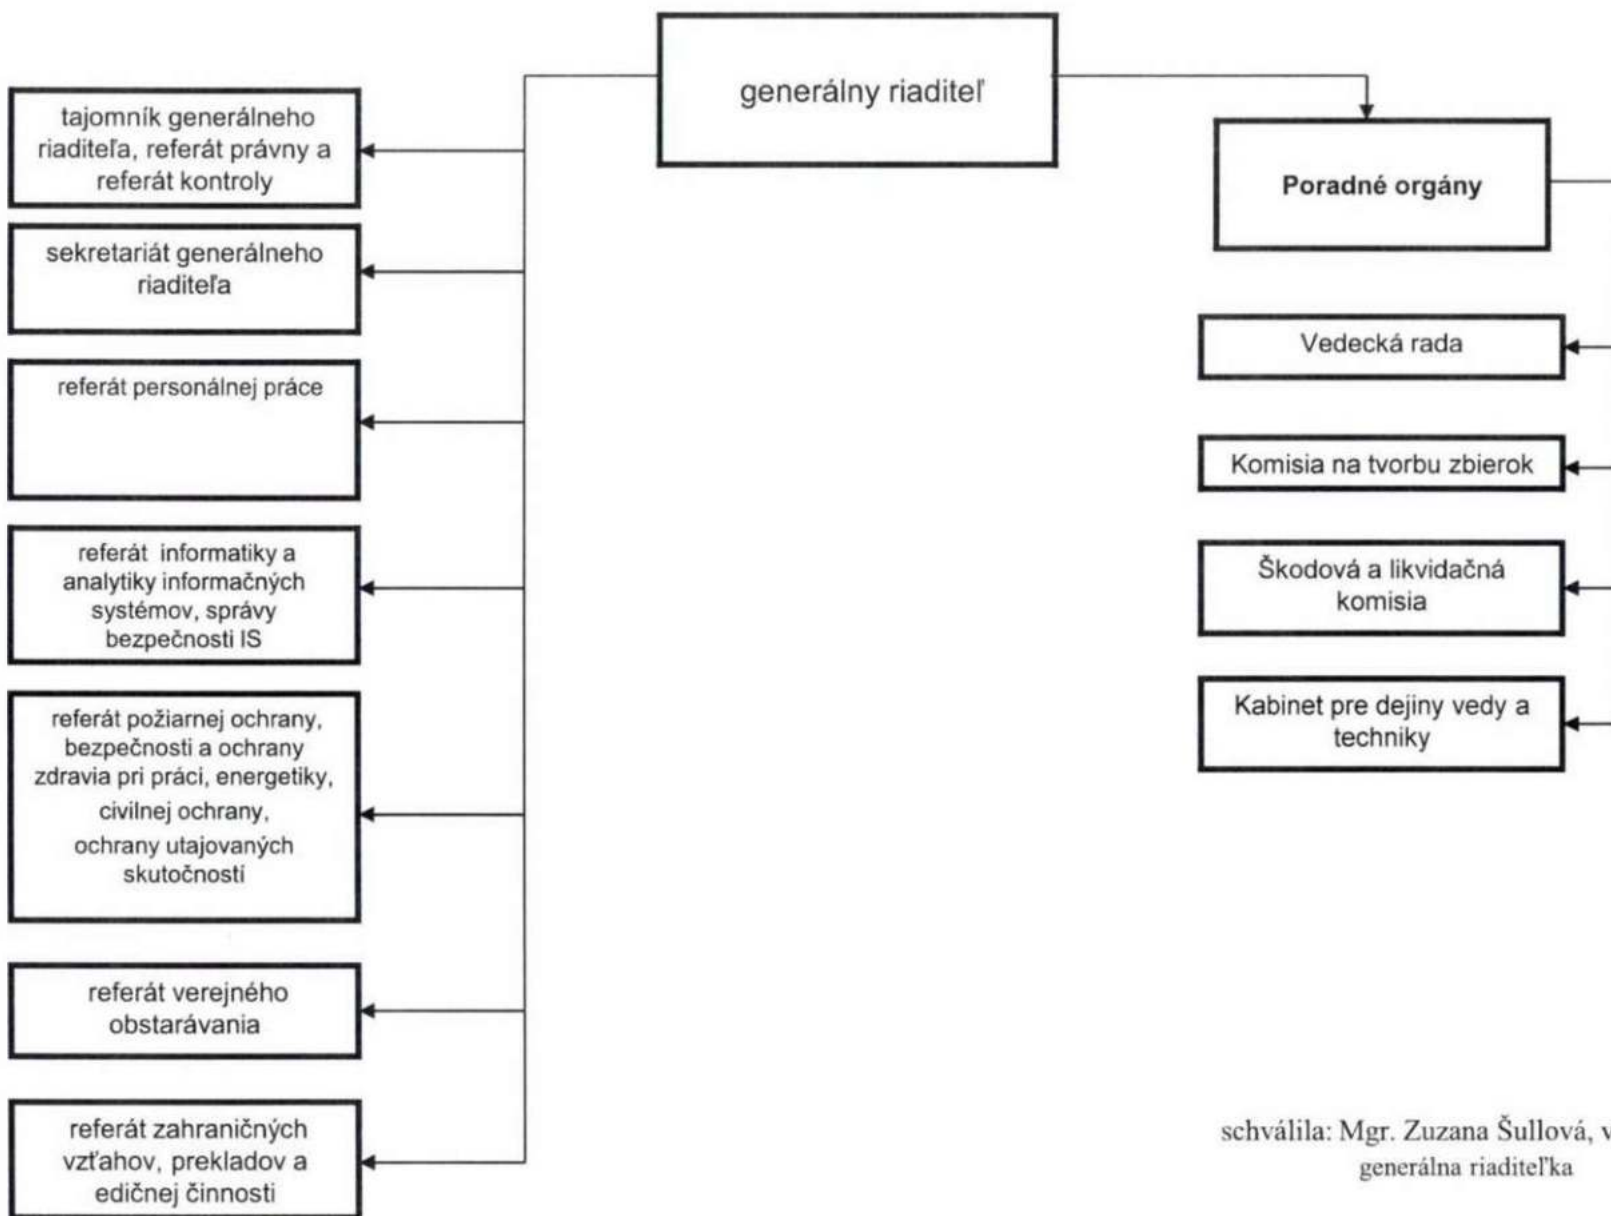 generálny riaditeľ
tajomník generálneho
riaditeľa, referát právny a
referát kontroly
sekretariát generálneho
riaditeľa
referát personálnej práce
referát informatiky a
analytiky informačných
systémov, správy
bezpečnosti IS
referát požiarnej ochrany,
bezpečnosti a ochrany
zdravia pri práci, energetiky,
civilnej ochrany,
ochrany utajovaných
skutočností
referát verejného
obstarávania
referát zahraničných
vzťahov, prekladov a
edičnej činnosti
Poradné orgány
Vedecká rada
Komisia na tvorbu zbierok
Škodová a likvidačná
komisia
Kabinet pre dejiny vedy a
techniky
schválila: Mgr. Zuzana Šullová, v
generálna riaditeľka